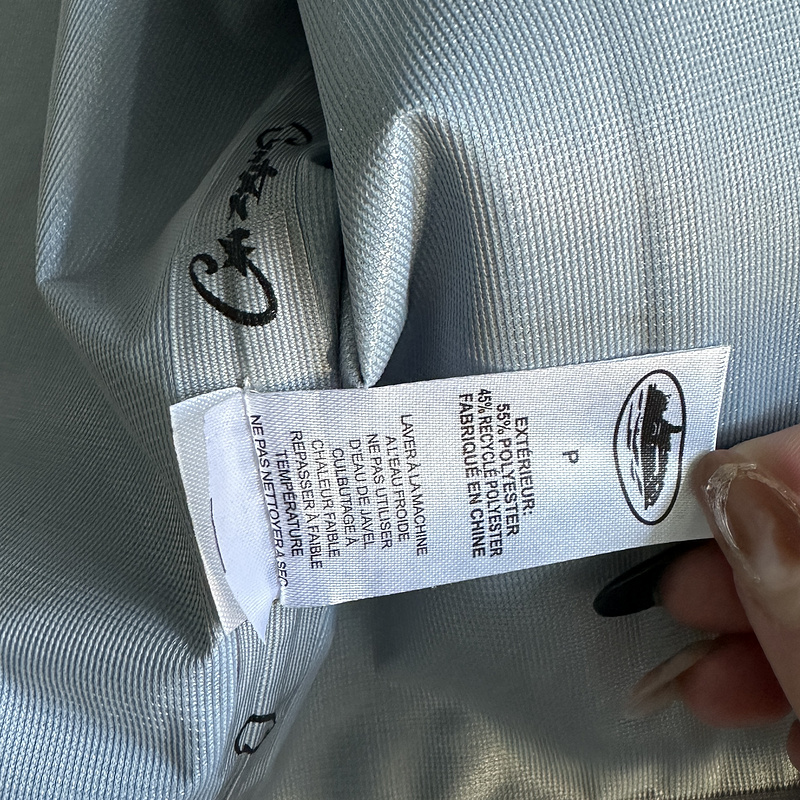 P
EXTÉRIEUR:
55% POLYESTER
45% RECYCLÉ POLYESTER
FABRIQUÉ EN CHINE
LAVER À LA MACHINE
A L'EAU FROIDE
NE PAS UTILISER
D'EAU DE JAVEL
CULBUTAGE À
CHALEUR FAIBLE
REPASSER À FAIBLE
TEMPÉRATURE
NE PAS NETTOYER A SEC